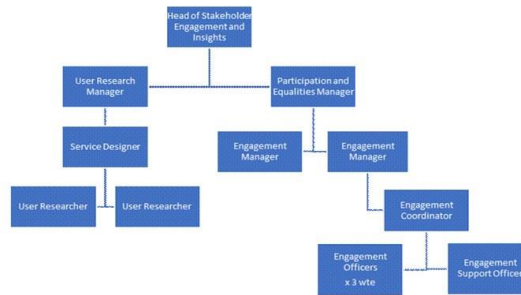 Head of Stakeholder
Engagement and
Insights
User Research
Manager
Participation and
Equalities Manager
Service Designer
Engagement
Manager
Engagement
Manager
User Researcher
User Researcher
Engagement
Coordinator
Engagement
Officers
x 3 wte
Engagement
Support Officer